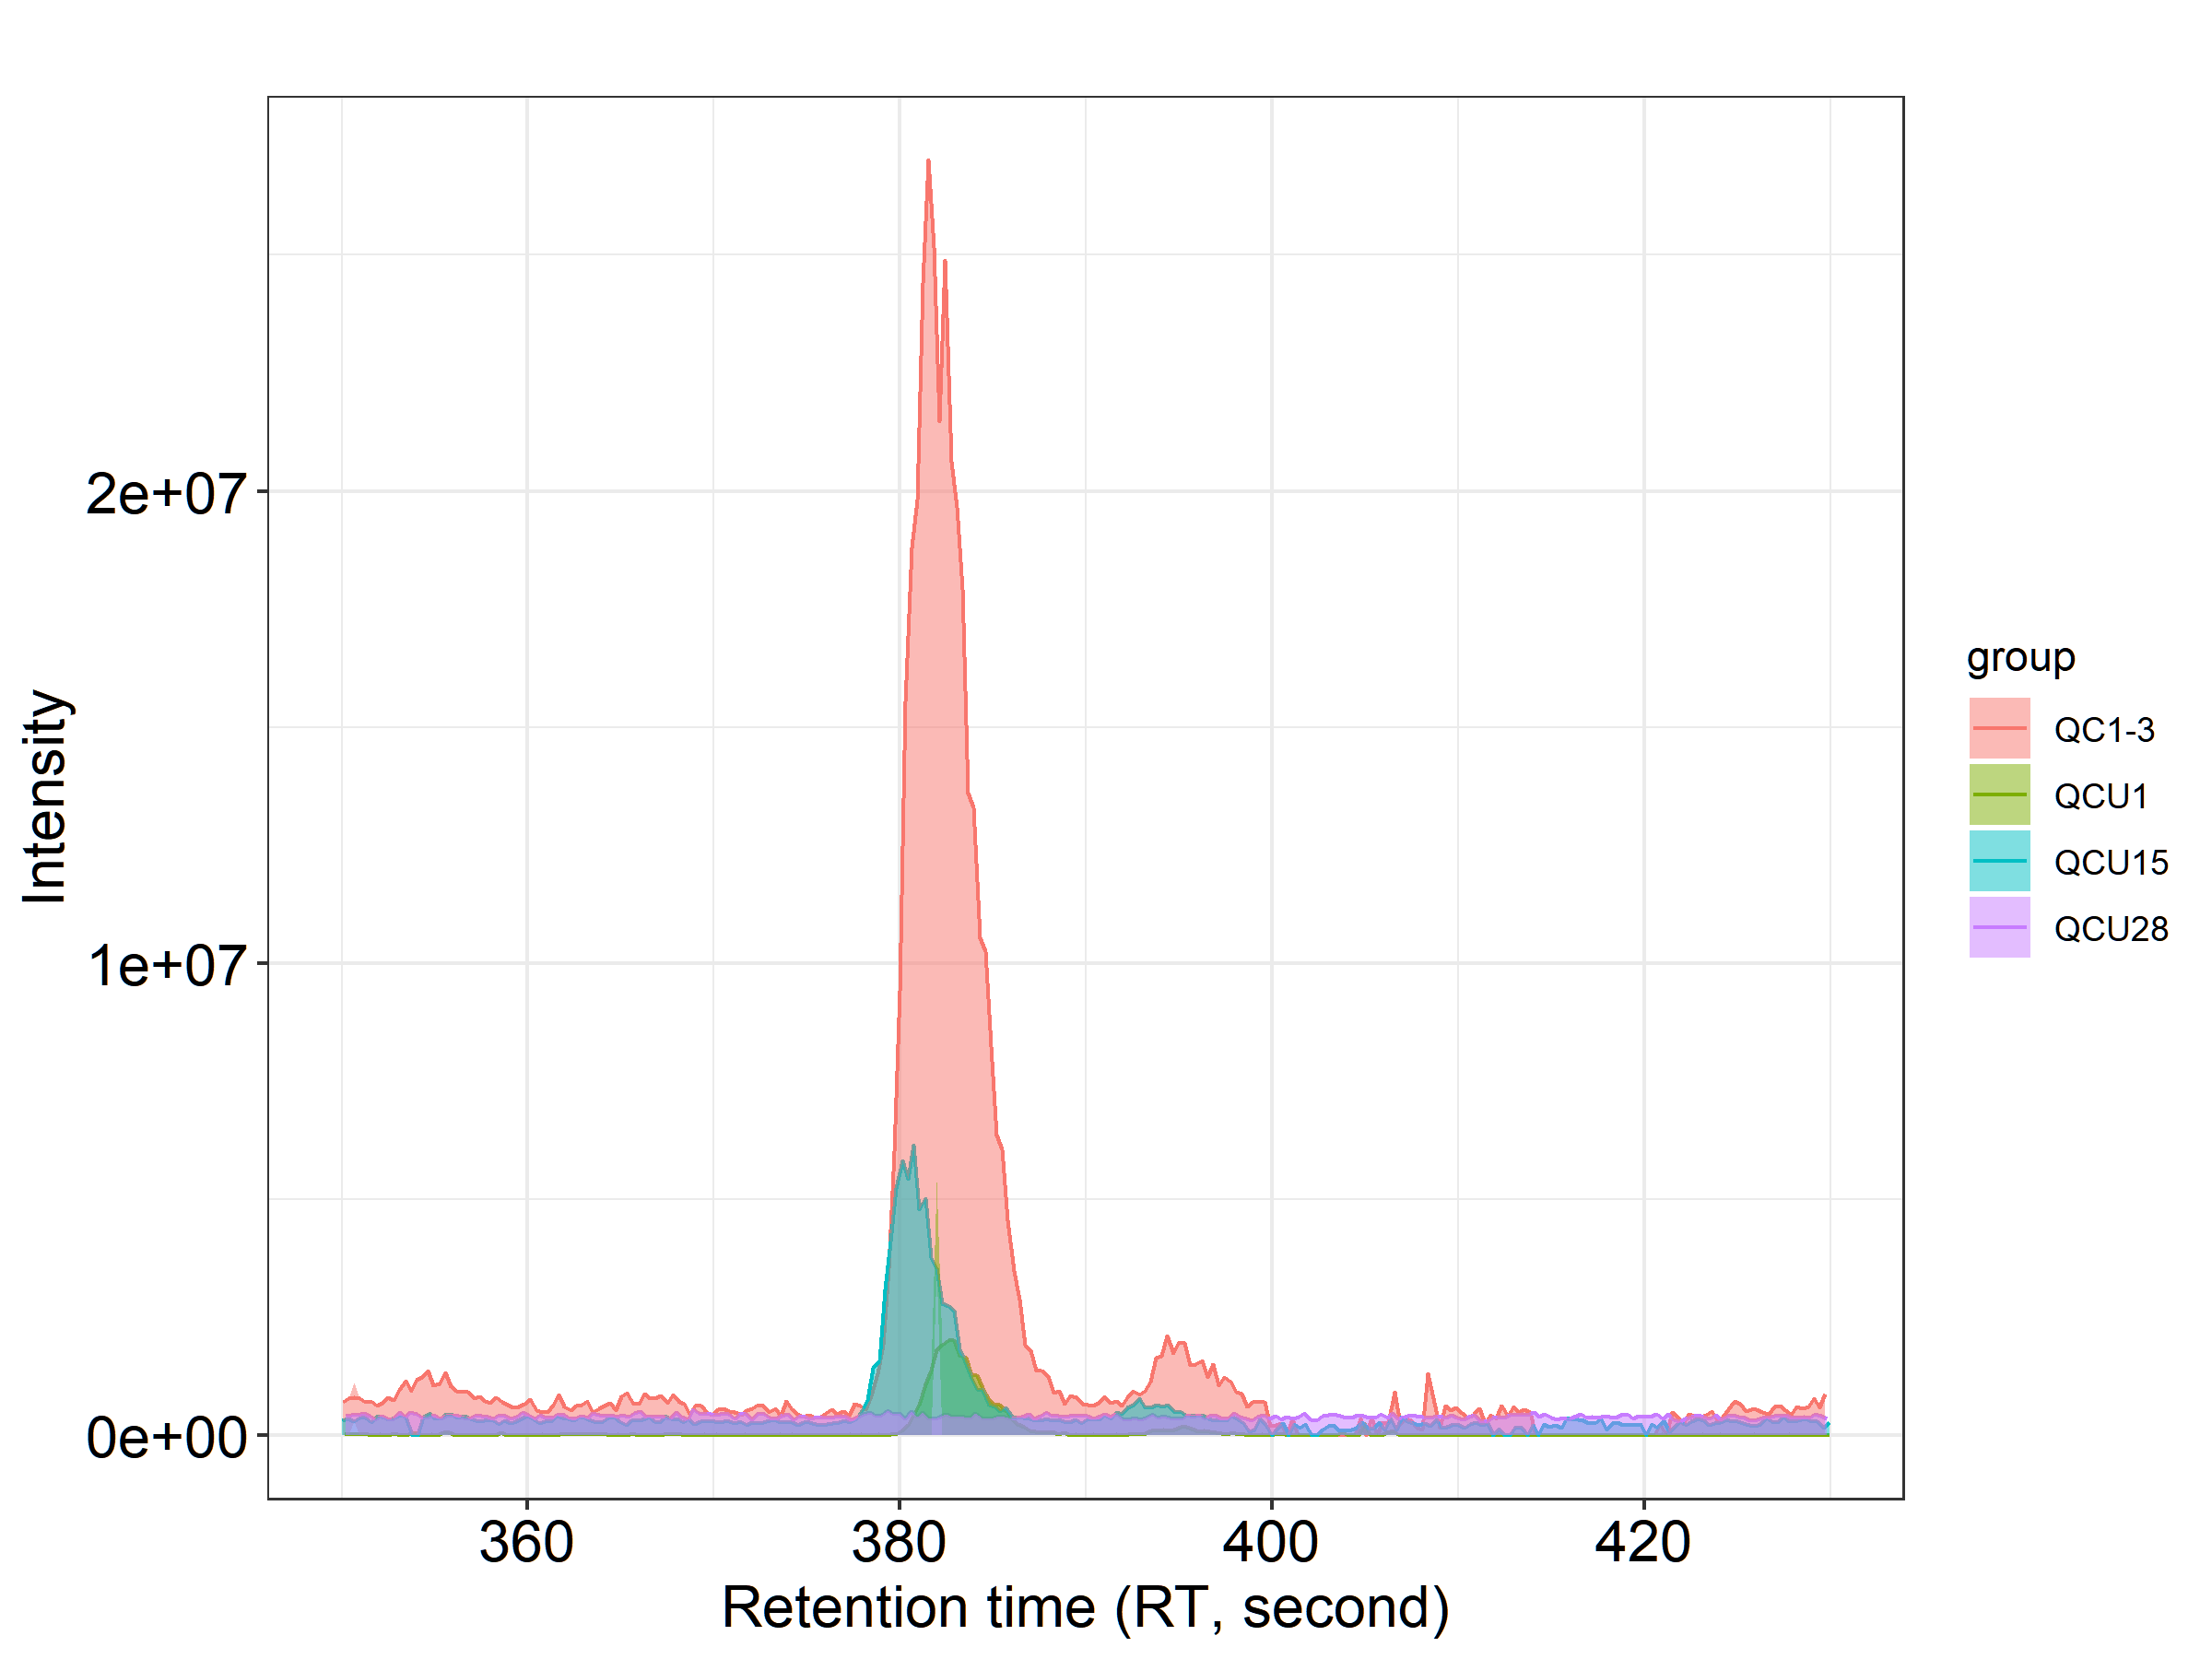 Intensity
2e+07
1e+07
0e+00
360
380
400
420
Retention time (RT, second)
group
QC1-3
QCU1
QCU15
QCU28